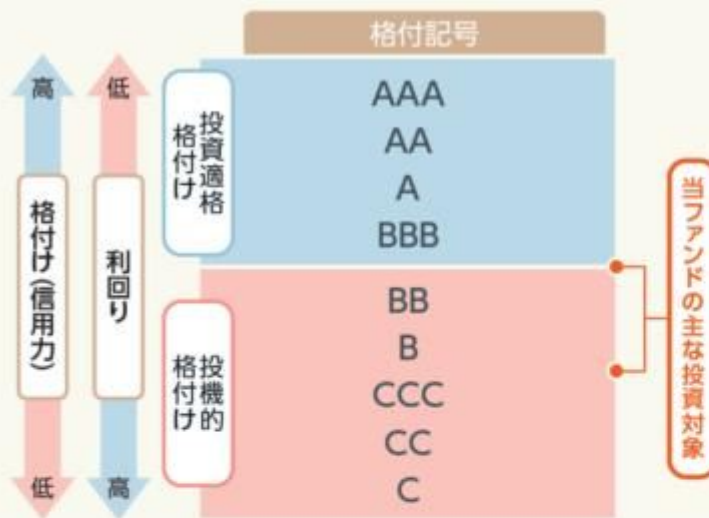 格付記号
高
低
格付け(信用力)
利回り
低
高
投資適格
格付け
AAA
AA
A
BBB
投機的
格付け
BB
B
CCC
CC
C
当ファンドの主な投資対象